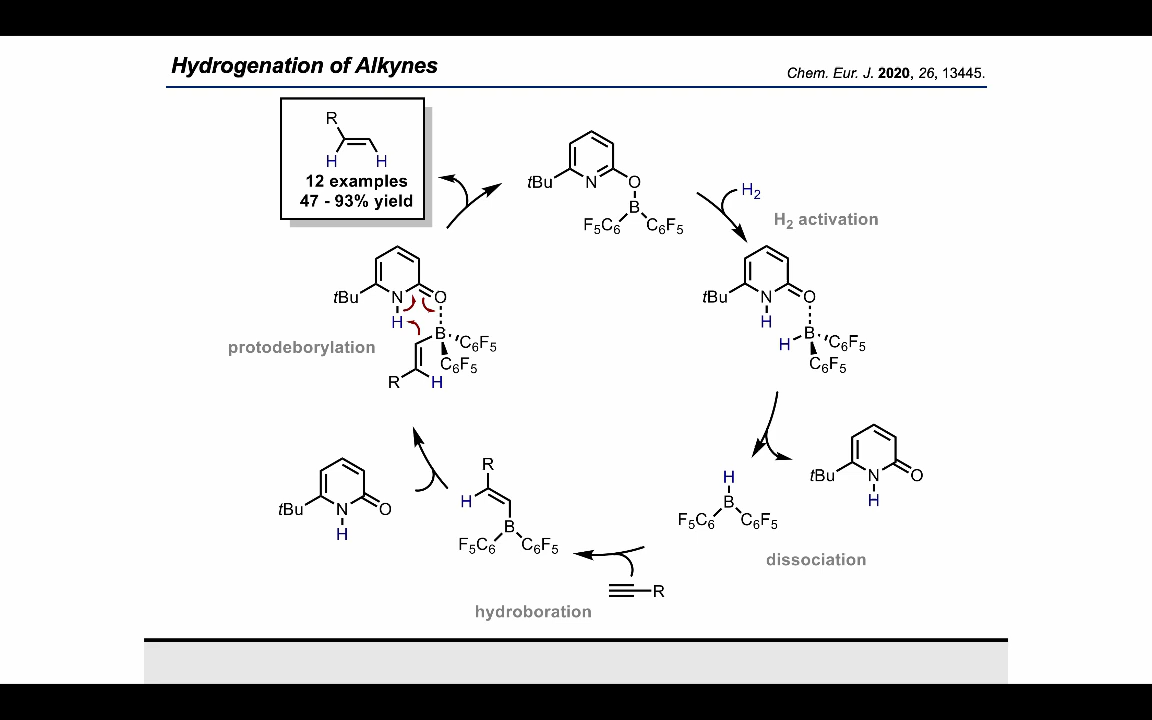 Hydrogenation of Alkynes
Chem. Eur. J. 2020, 26, 13445.
R
H H
12 examples
47 - 93% yield
tBu N O
B
F5C6 C6F5
H2
H2 activation
tBu N O
H
H B C6F5
C6F5
tBu N O
H
H
B
F5C6 C6F5
dissociation
R
hydroboration
R
H
B
F5C6 C6F5
tBu N O
H
tBu N O
H
B C6F5
C6F5
R H
protodeborylation